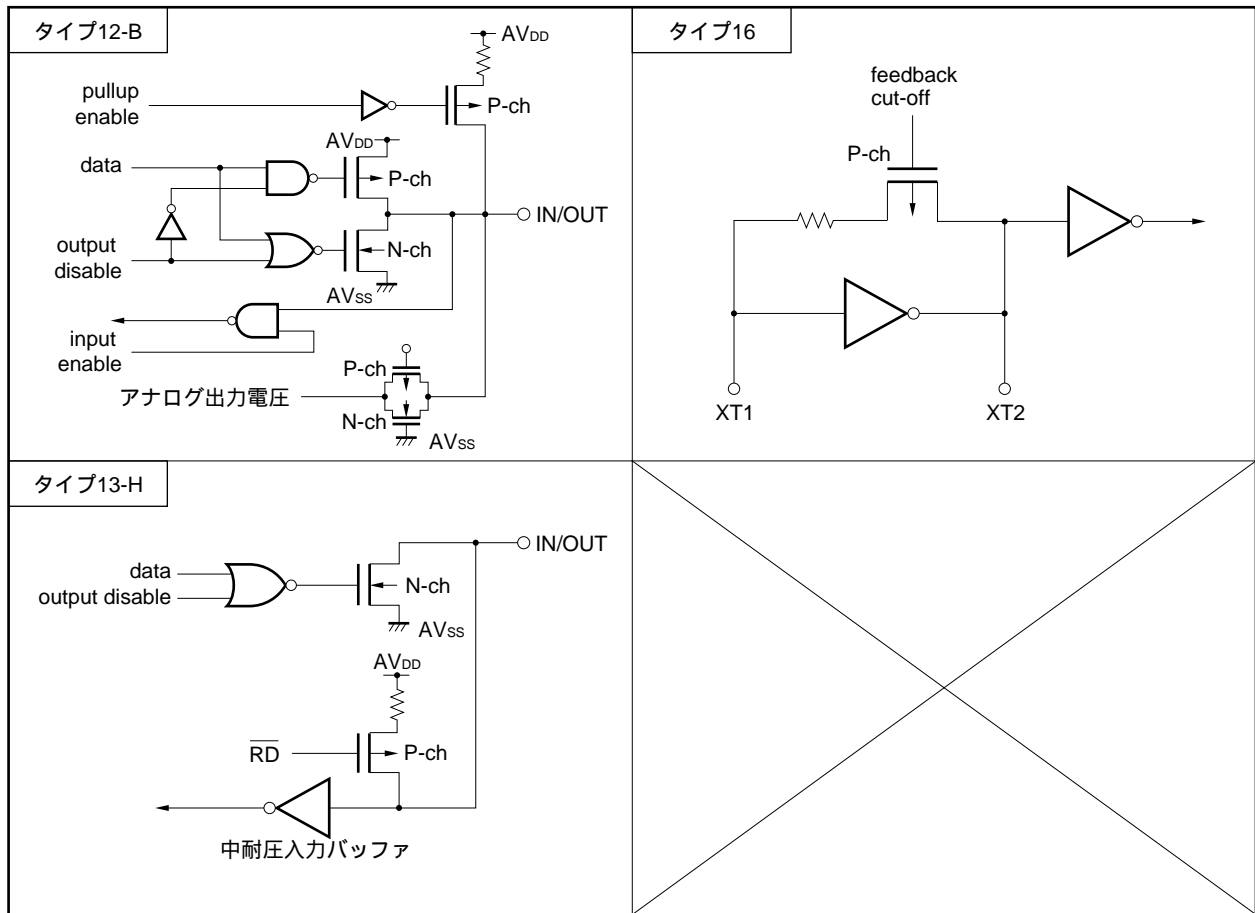 タイプ12-B
AVDD
pullup
enable
P-ch
AVDD
data
P-ch
IN/OUT
output
disable
N-ch
AVSS
input
enable
P-ch
アナログ出力電圧
N-ch
AVSS
タイプ16
feedback
cut-off
P-ch
XT1
XT2
タイプ13-H
IN/OUT
data
output disable
N-ch
AVSS
AVDD
RD
P-ch
中耐圧入力バッファ